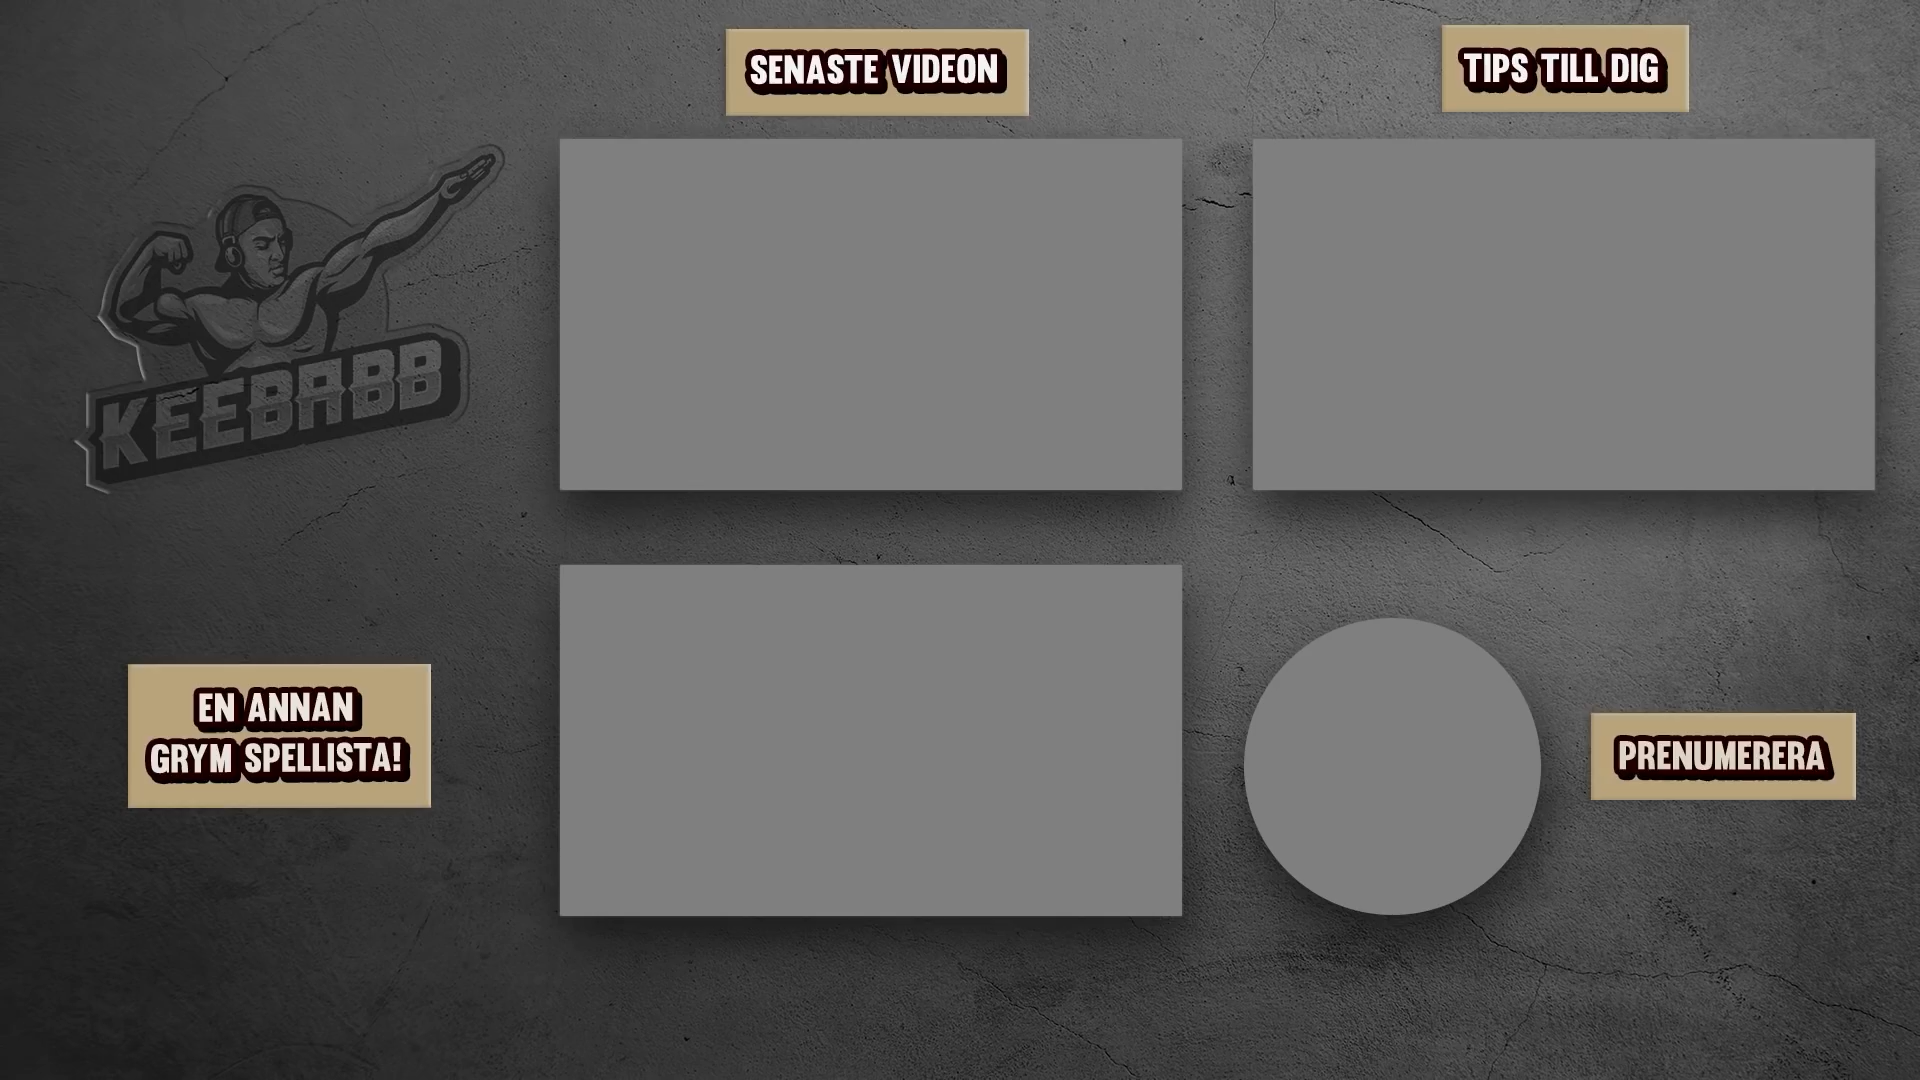 SENASTE VIDEON
TIPS TILL DIG
KEEBABB
EN ANNAN
GRYM SPELLISTA!
PRENUMERERA